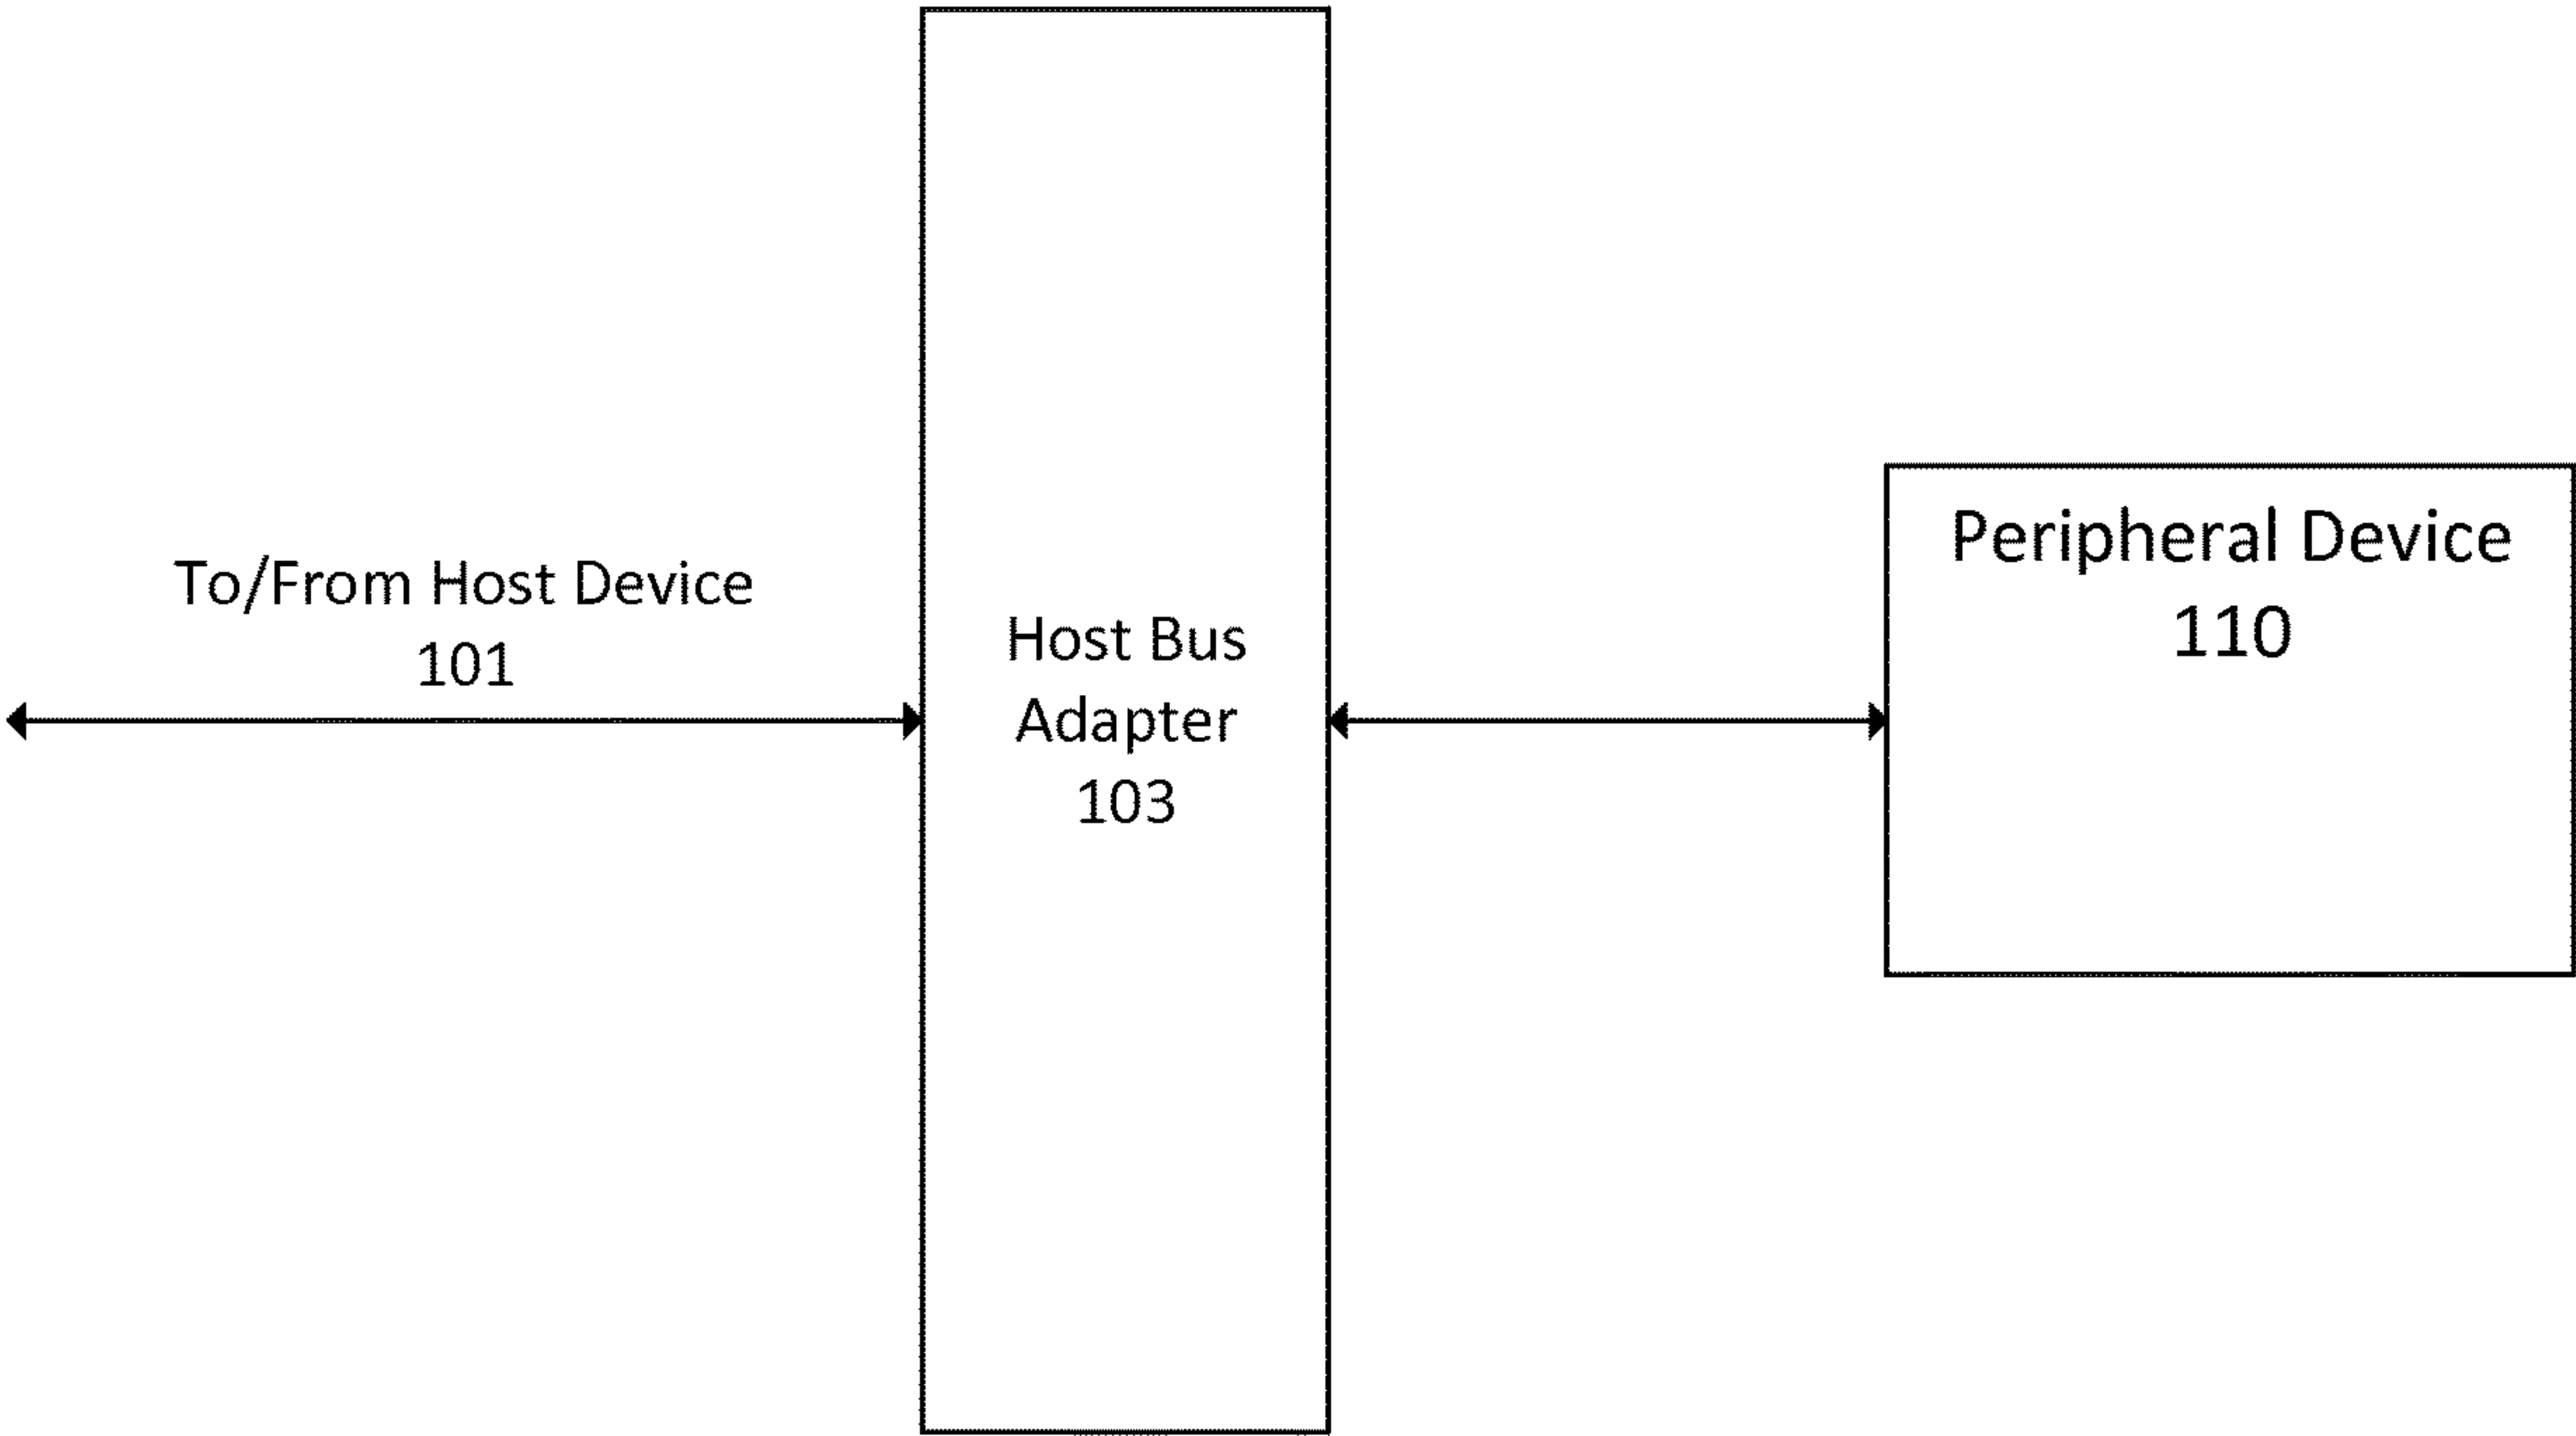 To/From Host Device
101
Host Bus
Adapter
103
Peripheral Device
110